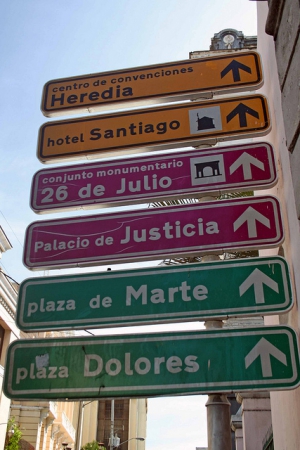 centro de convenciones
Heredia
hotel Santiago
conjunto monumentario
26 de Julio
Palacio de Justicia
plaza de Marte
plaza Dolores